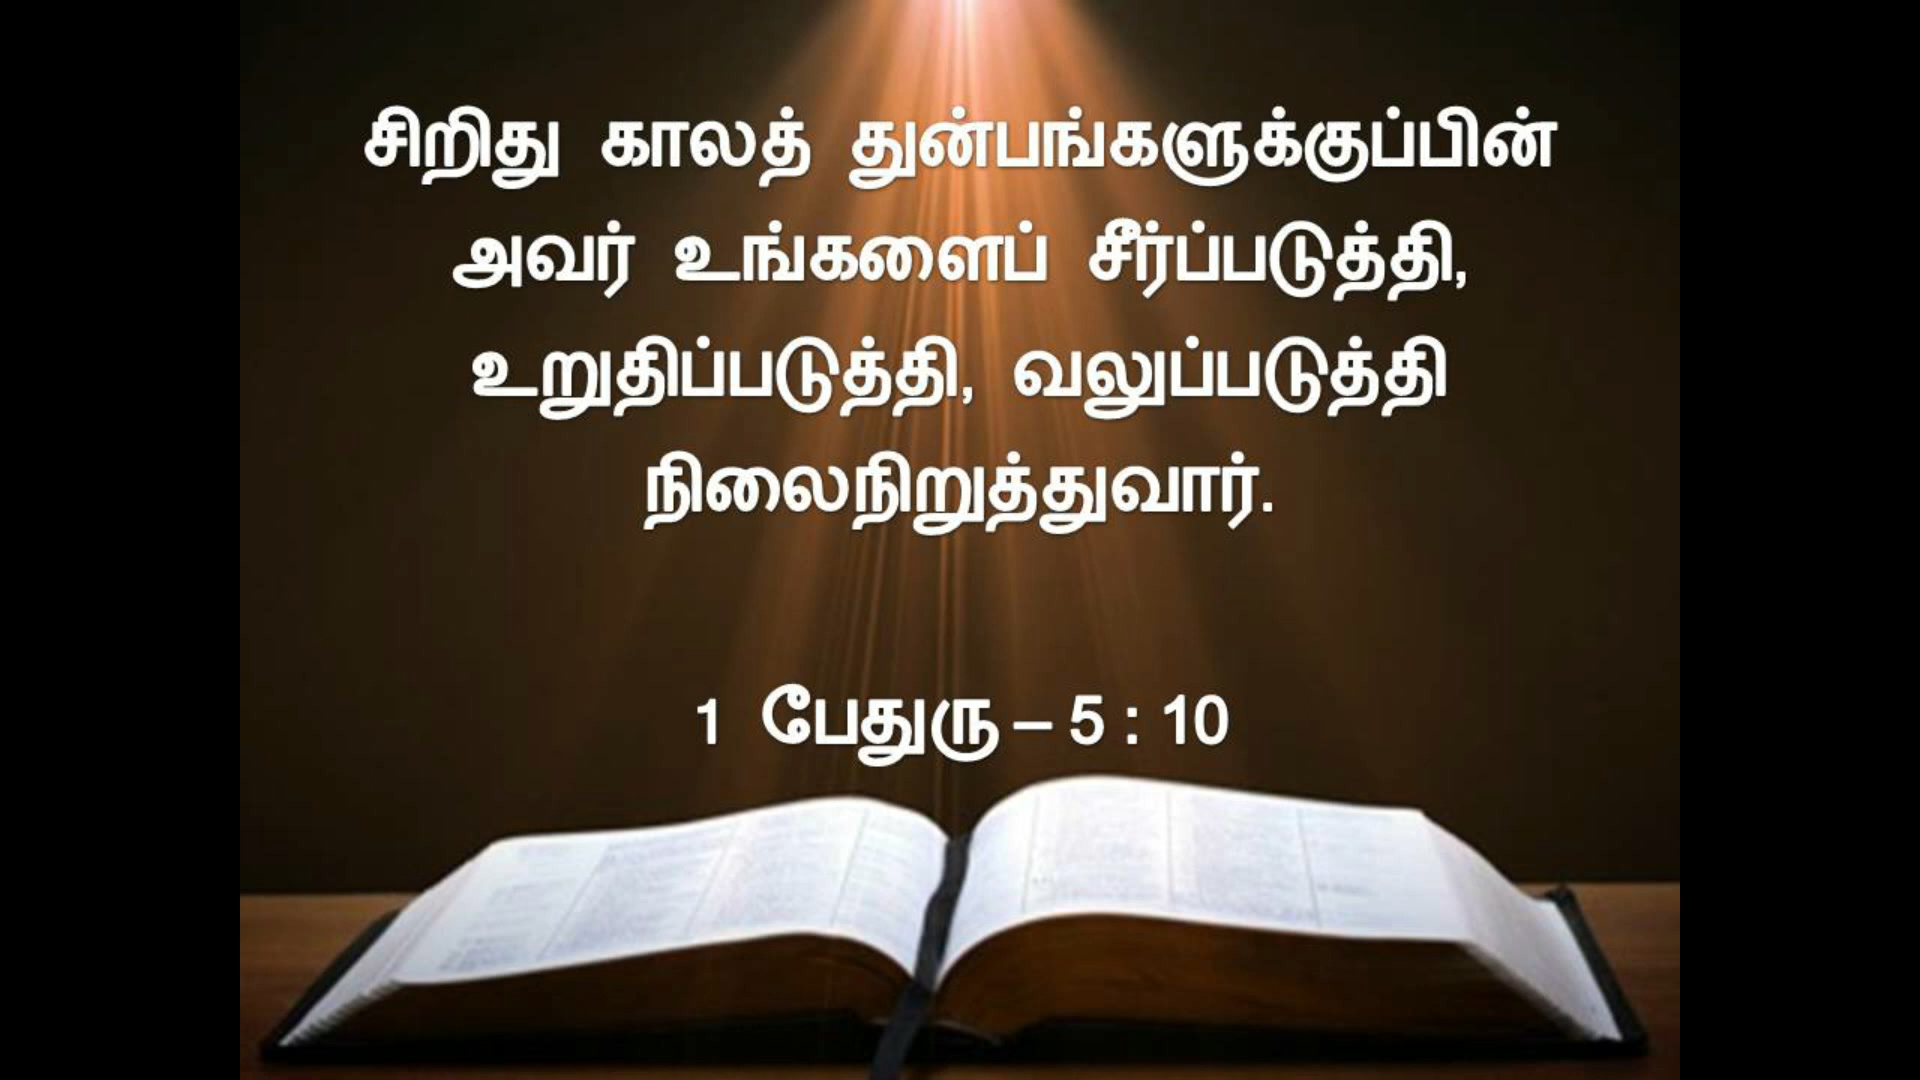 சிறிது காலத் துன்பங்களுக்குப்பின்
அவர் உங்களைப் சீர்ப்படுத்தி,
உறுதிப்படுத்தி, வலுப்படுத்தி
நிலைநிறுத்துவார்.
1 பேதுரு – 5 : 10